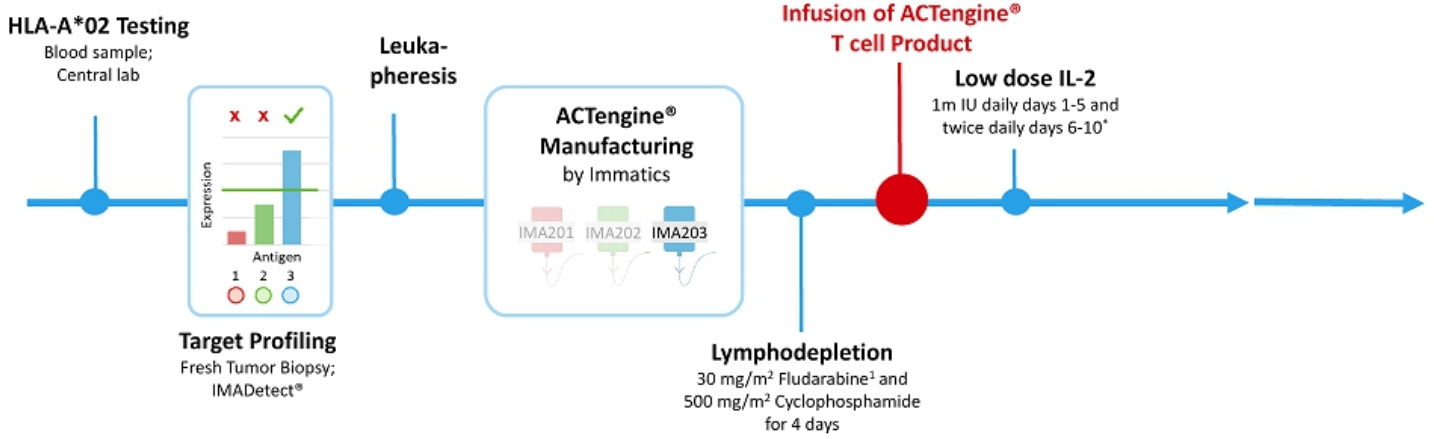 HLA-A*02 Testing
Blood sample;
Central lab
x x
Expression
Antigen
1 2 3
Target Profiling
Fresh Tumor Biopsy;
IMADetect®
Leuka-
pheresis
ACTengine®
Manufacturing
by Immatics
IMA201 IMA202 IMA203
Lymphodepletion
30 mg/m² Fludarabine¹ and
500 mg/m² Cyclophosphamide
for 4 days
Infusion of ACTengine®
T cell Product
Low dose IL-2
1m IU daily days 1-5 and
twice daily days 6-10*